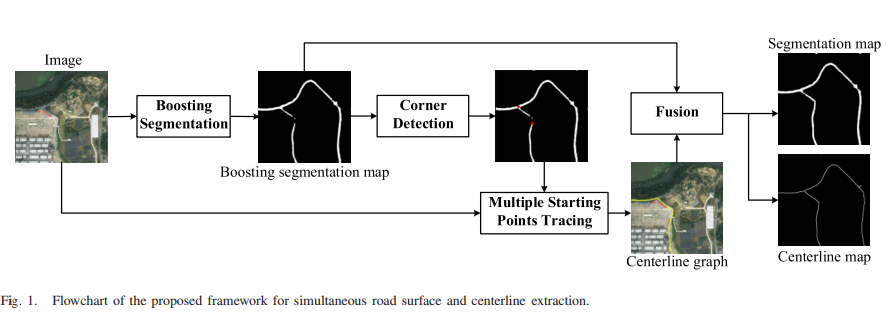 Image
Boosting
Segmentation
Boosting segmentation map
Corner
Detection
Multiple Starting
Points Tracing
Centerline graph
Fusion
Segmentation map
Centerline map
Fig. 1. Flowchart of the proposed framework for simultaneous road surface and centerline extraction.